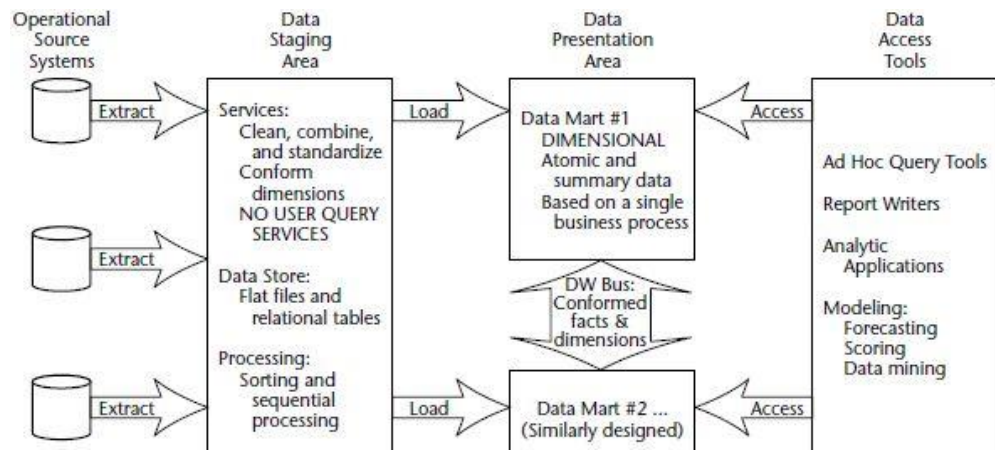 Operational
Source
Systems
Data
Staging
Area
Data
Presentation
Area
Data
Access
Tools
Extract
Extract
Extract
Services:
Clean, combine,
and standardize
Conform
dimensions
NO USER QUERY
SERVICES
Data Store:
Flat files and
relational tables
Processing:
Sorting and
sequential
processing
Load
Load
Data Mart #1
DIMENSIONAL
Atomic and
summary data
Based on a single
business process
DW Bus:
Conformed
facts &
dimensions
Data Mart #2 ...
(Similarly designed)
Access
Access
Ad Hoc Query Tools
Report Writers
Analytic
Applications
Modeling:
Forecasting
Scoring
Data mining